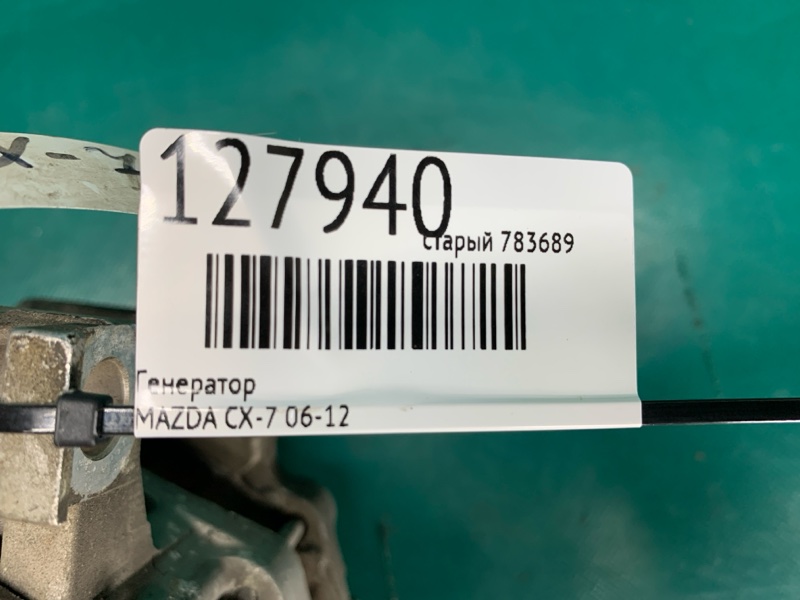 127940
старый 783689
Генератор
MAZDA CX-7 06-12